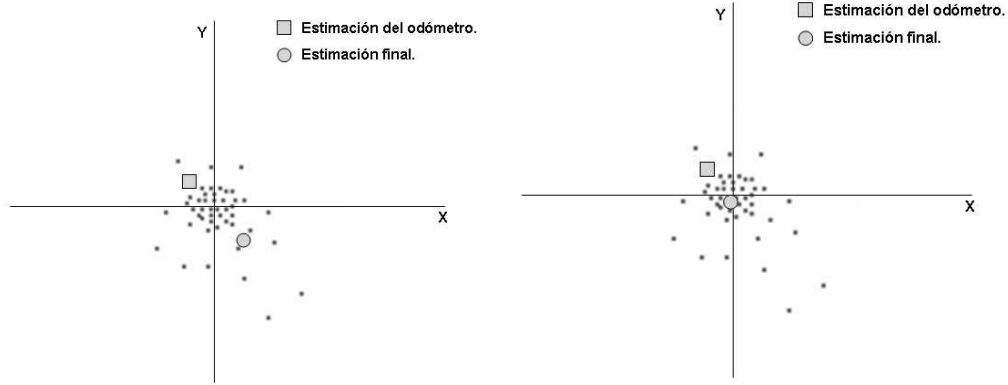 Y
Estimación del odómetro.
Estimación final.
X
Y
Estimación del odómetro.
Estimación final.
X